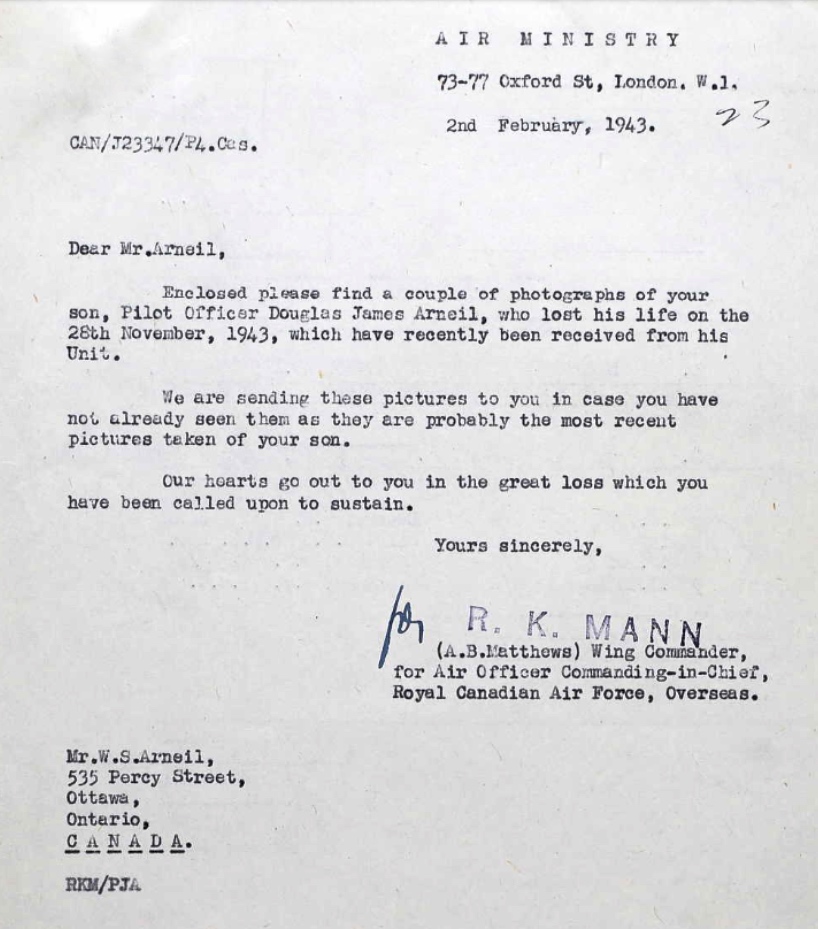 AIR MINISTRY
73-77 Oxford St, London. W.1.
2nd February, 1943.
23
CAN/J23347/P4.Cas.
Dear Mr.Arneil,
Enclosed please find a couple of photographs of your
son, Pilot Officer Douglas James Arneil, who lost his life on the
28th November, 1943, which have recently been received from his
Unit.
We are sending these pictures to you in case you have
not already seen them as they are probably the most recent
pictures taken of your son.
Our hearts go out to you in the great loss which you
have been called upon to sustain.
Yours sincerely,
for R. K. MANN
(A.B.Matthews) Wing Commander,
for Air Officer Commanding-in-Chief,
Royal Canadian Air Force, Overseas.
Mr.W.S.Arneil,
535 Percy Street,
Ottawa,
Ontario,
CANADA.
RKM/PJA